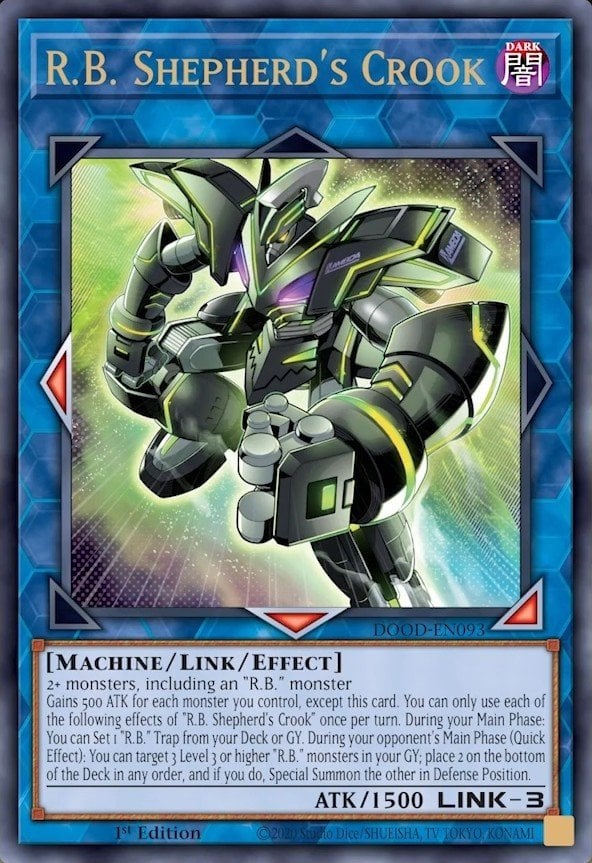 R.B. Shepherd's Crook
DARK
闇
LAMBDA
LAMBDA
DOOD-EN093
[Machine/Link/Effect]
2+ monsters, including an "R.B." monster
Gains 500 ATK for each monster you control, except this card. You can only use each of
the following effects of "R.B. Shepherd's Crook" once per turn. During your Main Phase:
You can Set 1 "R.B." Trap from your Deck or GY. During your opponent's Main Phase (Quick
Effect): You can target 3 Level 3 or higher "R.B." monsters in your GY; place 2 on the bottom
of the Deck in any order, and if you do, Special Summon the other in Defense Position.
ATK/1500 LINK-3
1st Edition
©2020 Studio Dice/SHUEISHA, TV TOKYO, KONAMI